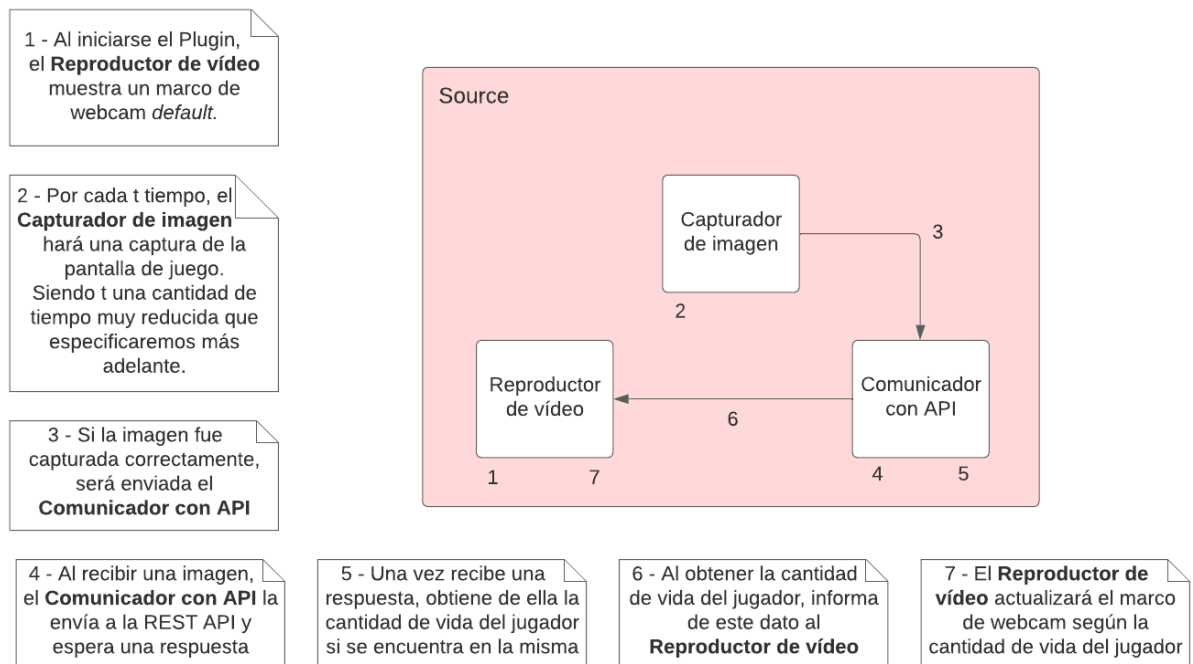 1 - Al iniciarse el Plugin,
el Reproductor de vídeo
muestra un marco de
webcam default.
2 - Por cada t tiempo, el
Capturador de imagen
hará una captura de la
pantalla de juego.
Siendo t una cantidad de
tiempo muy reducida que
especificaremos más
adelante.
3 - Si la imagen fue
capturada correctamente,
será enviada el
Comunicador con API
Source
Capturador
de imagen
3
2
Reproductor
de vídeo
Comunicador
con API
6
1
7
4
5
4 - Al recibir una imagen,
el Comunicador con API la
envía a la REST API y
espera una respuesta
5 - Una vez recibe una
respuesta, obtiene de ella la
cantidad de vida del jugador
si se encuentra en la misma
6 - Al obtener la cantidad
de vida del jugador, informa
de este dato al
Reproductor de vídeo
7 - El Reproductor de
vídeo actualizará el marco
de webcam según la
cantidad de vida del jugador